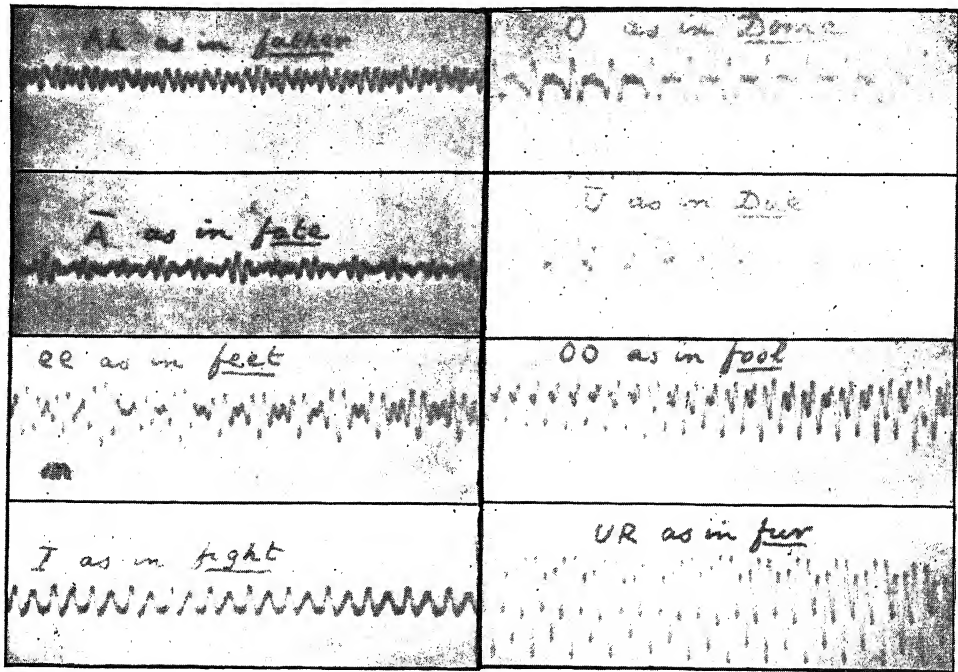 Ah as in father
Ā as in fate
ee as in feet
I as in fight
O as in Dome
Ū as in Due
OO as in fool
UR as in fur